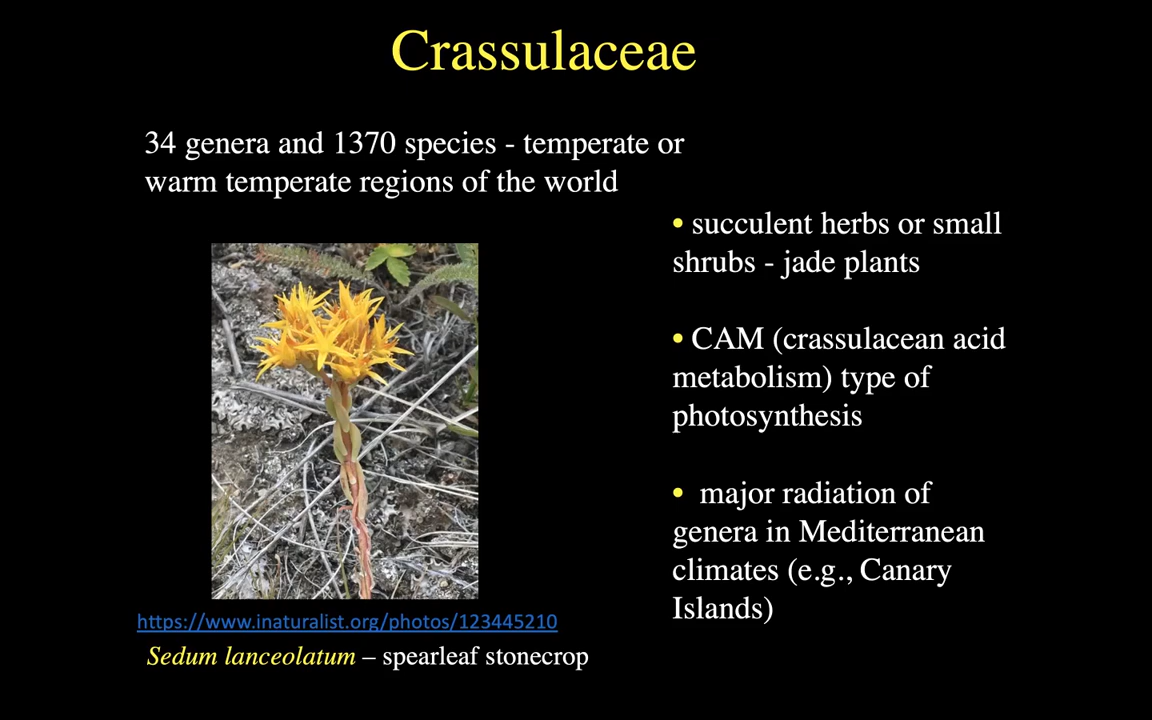 Crassulaceae
34 genera and 1370 species - temperate or
warm temperate regions of the world
• succulent herbs or small
shrubs - jade plants
• CAM (crassulacean acid
metabolism) type of
photosynthesis
• major radiation of
genera in Mediterranean
climates (e.g., Canary
Islands)
https://www.inaturalist.org/photos/123445210
Sedum lanceolatum – spearleaf stonecrop